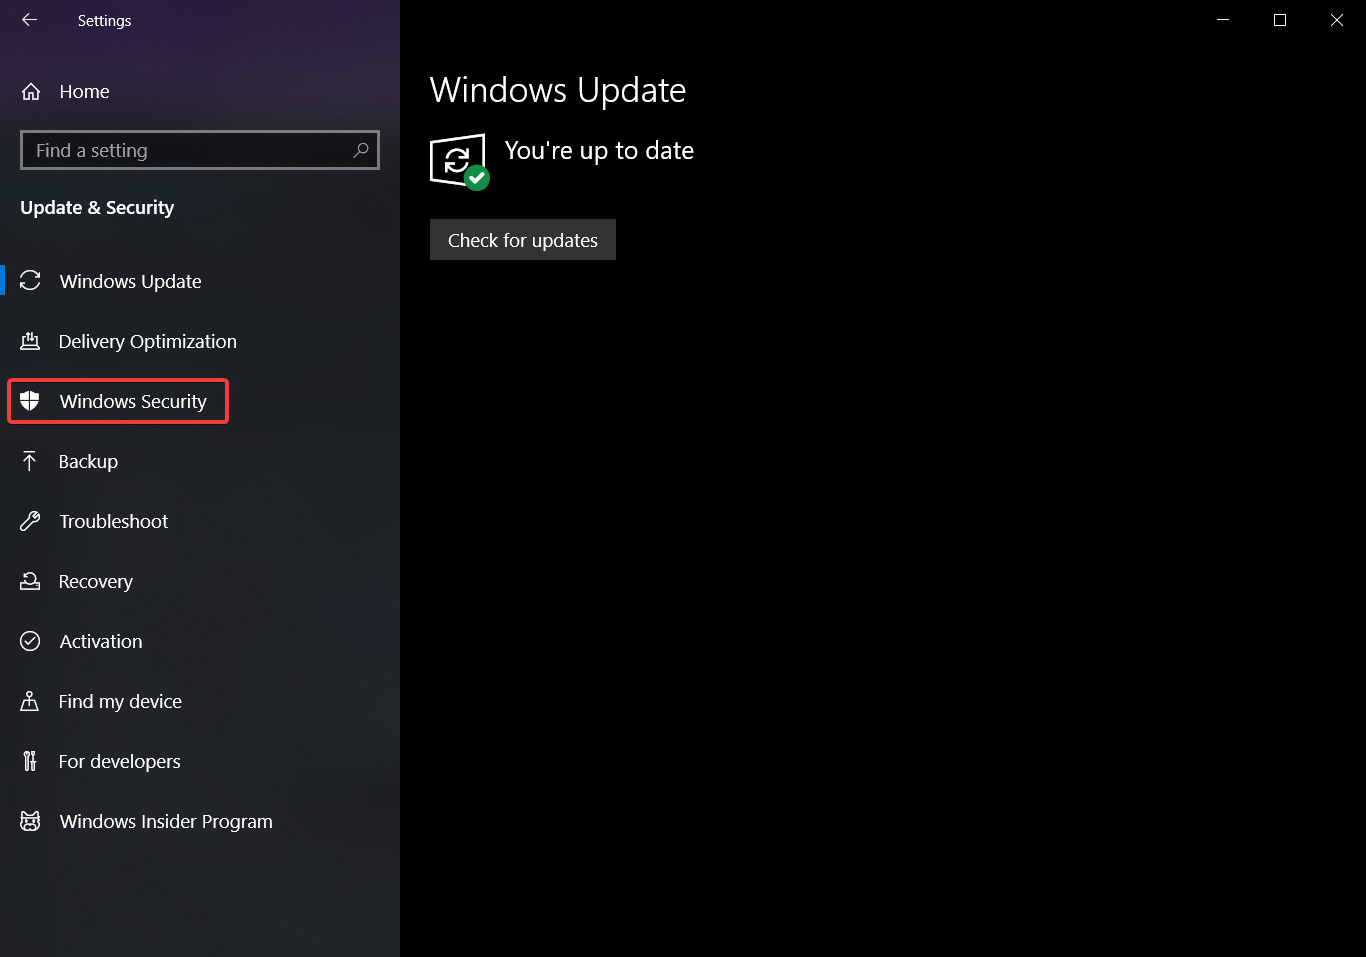 Settings
Home
Find a setting
Update & Security
Windows Update
Delivery Optimization
Windows Security
Backup
Troubleshoot
Recovery
Activation
Find my device
For developers
Windows Insider Program
Windows Update
You're up to date
Check for updates